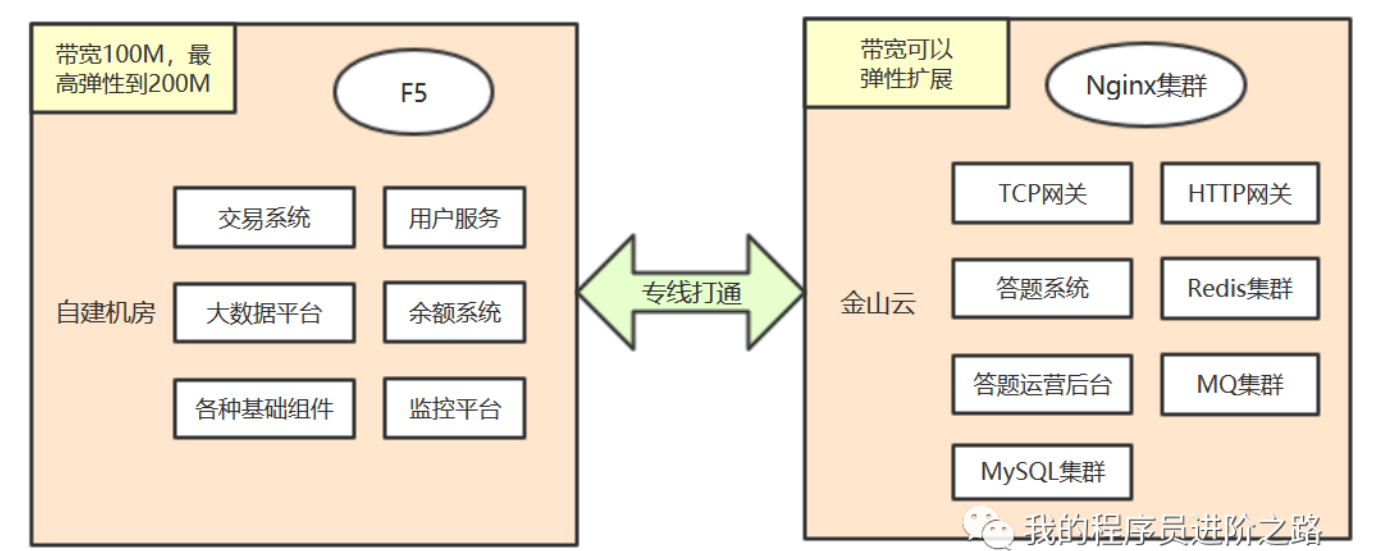 带宽100M，最
高弹性到200M
F5
交易系统
用户服务
自建机房
大数据平台
余额系统
各种基础组件
监控平台
专线打通
带宽可以
弹性扩展
Nginx集群
TCP网关
HTTP网关
金山云
答题系统
Redis集群
答题运营后台
MQ集群
MySQL集群
我的程序员进阶之路